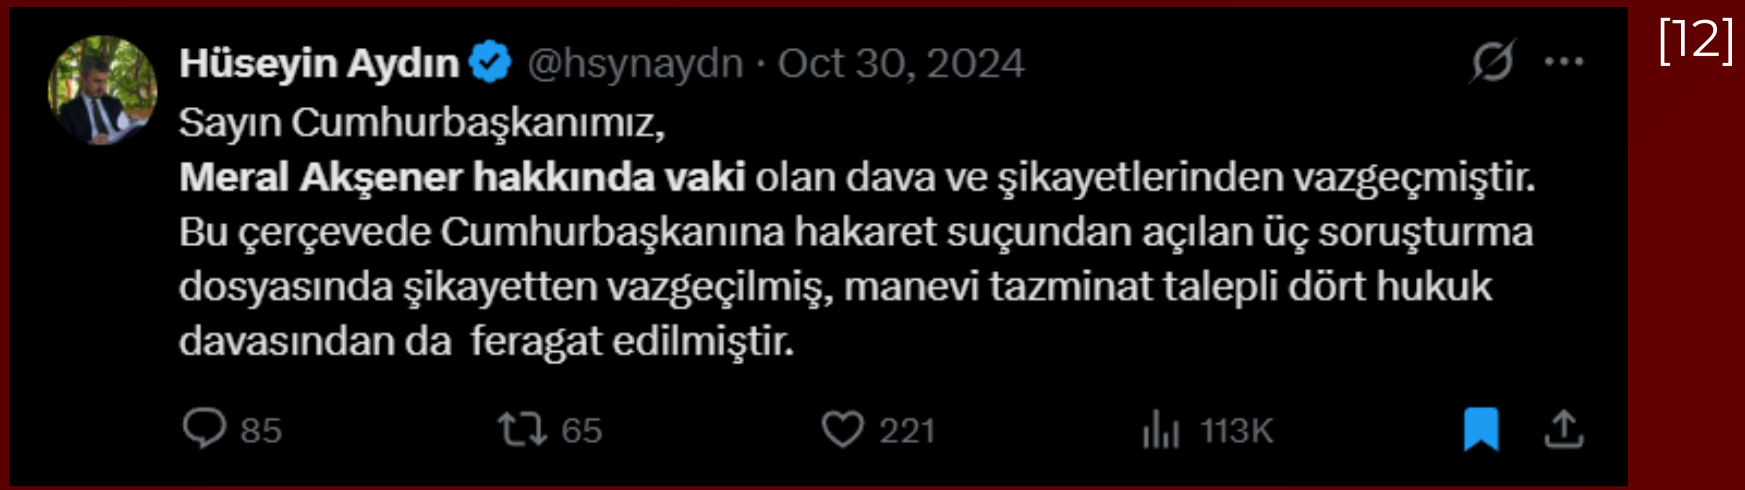 Hüseyin Aydın @hsynaydn · Oct 30, 2024
[12]
Sayın Cumhurbaşkanımız,
Meral Akşener hakkında vaki olan dava ve şikayetlerinden vazgeçmiştir.
Bu çerçevede Cumhurbaşkanına hakaret suçundan açılan üç soruşturma
dosyasında şikayetten vazgeçilmiş, manevi tazminat talepli dört hukuk
davasından da  feragat edilmiştir.
85 65 221 113K